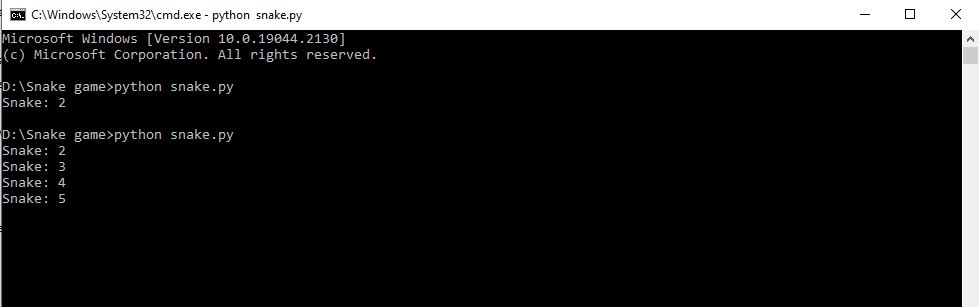 C:\Windows\System32\cmd.exe - python  snake.py
Microsoft Windows [Version 10.0.19044.2130]
(c) Microsoft Corporation. All rights reserved.
D:\Snake game>python snake.py
Snake: 2
D:\Snake game>python snake.py
Snake: 2
Snake: 3
Snake: 4
Snake: 5